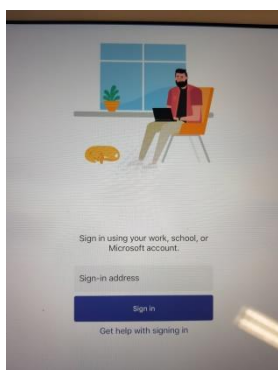 Sign in using your work, school, or
Microsoft account.
Sign-in address
Sign in
Get help with signing in